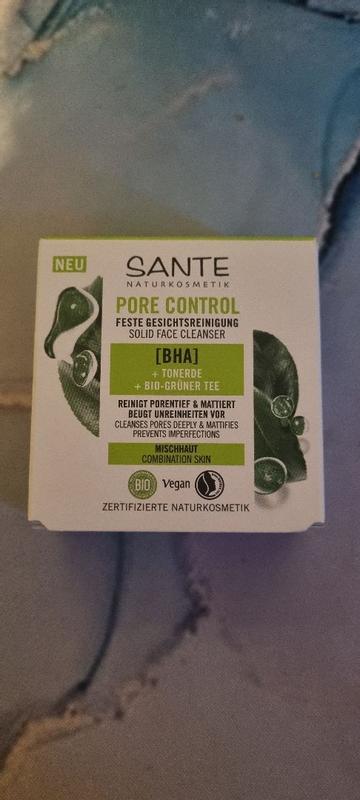 NEU
SANTE
NATURKOSMETIK
PORE CONTROL
FESTE GESICHTSREINIGUNG
SOLID FACE CLEANSER
[BHA]
+ TONERDE
+ BIO-GRÜNER TEE
REINIGT PORENTIEF & MATTIERT
BEUGT UNREINHEITEN VOR
CLEANSES PORES DEEPLY & MATTIFIES
PREVENTS IMPERFECTIONS
MISCHHAUT
COMBINATION SKIN
BIO Vegan
ZERTIFIZIERTE NATURKOSMETIK